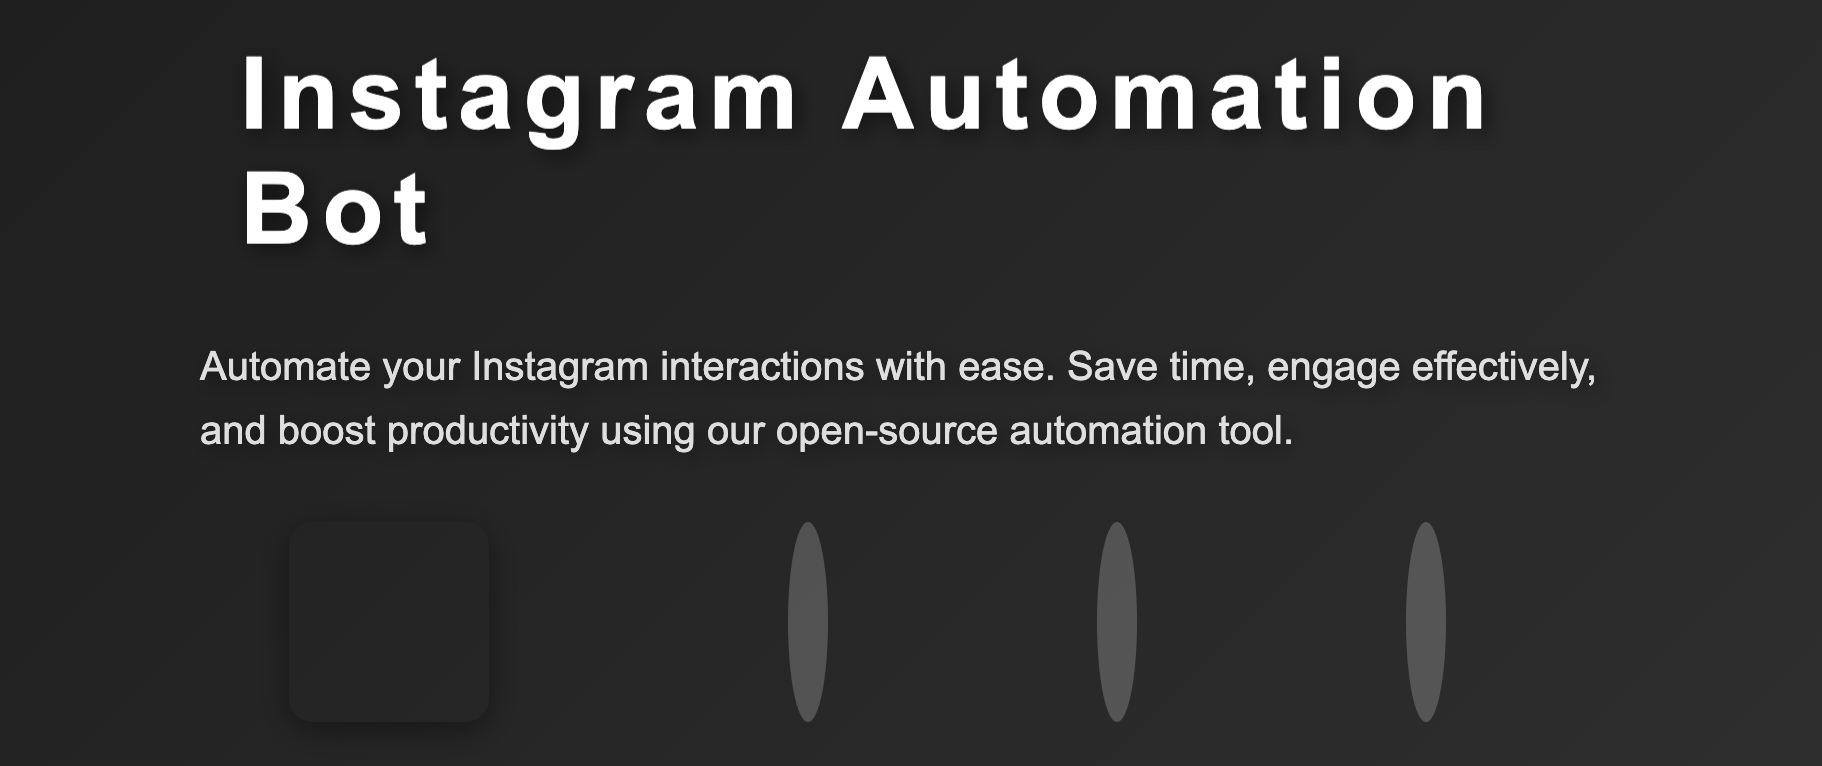 Instagram Automation
Bot
Automate your Instagram interactions with ease. Save time, engage effectively,
and boost productivity using our open-source automation tool.